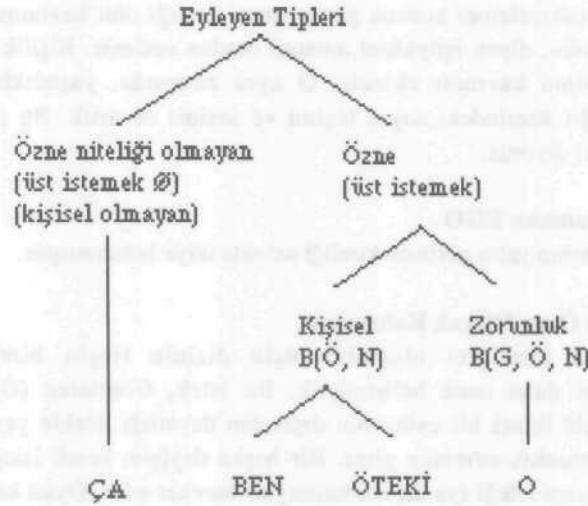 Eyleyen Tipleri
Özne niteliği olmayan
(üst istemek Ø)
(kişisel olmayan)
Özne
(üst istemek)
Kişisel
B(Ö, N)
Zorunluk
B(G, Ö, N)
ÇA
BEN
ÖTEKİ
O